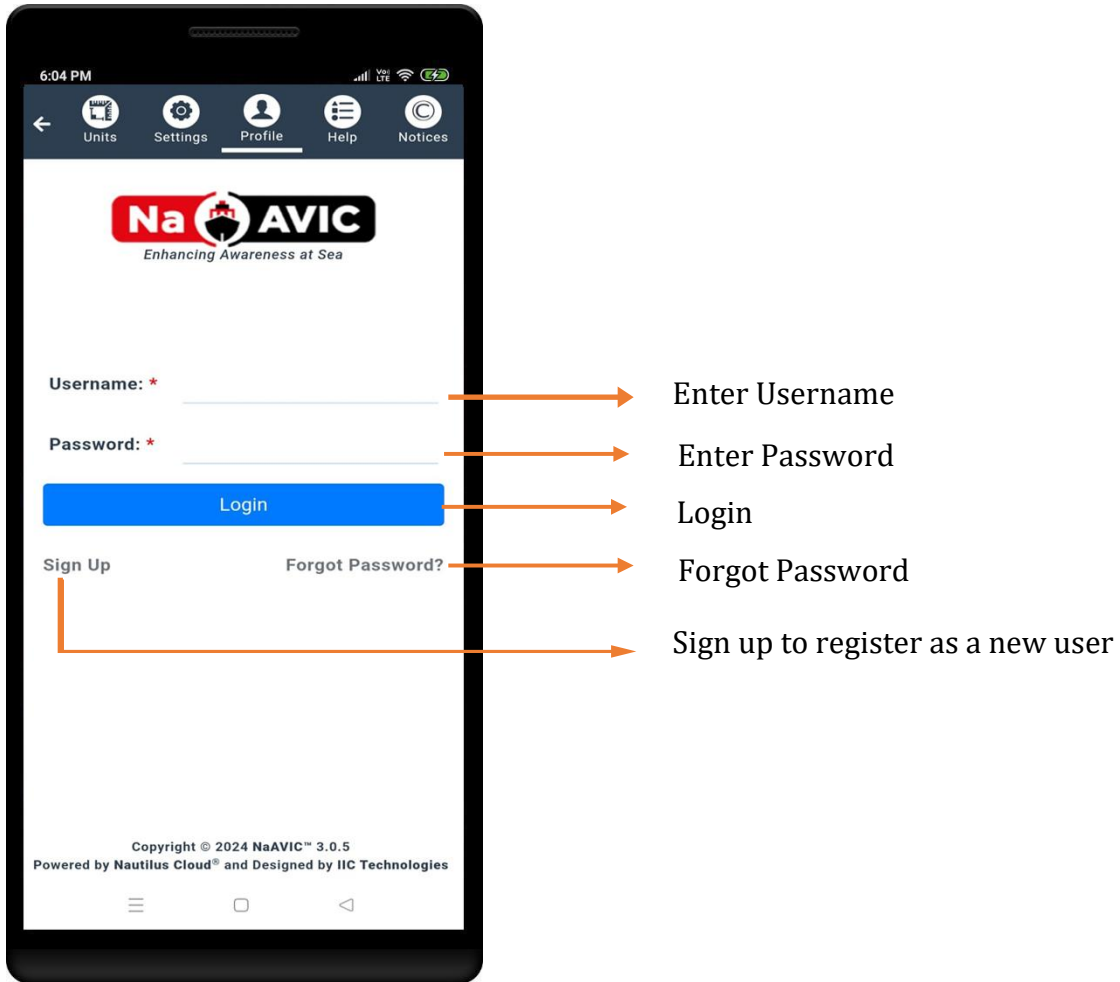 6:04 PM Vo) LTE
Units Settings Profile Help Notices
Na AVIC
Enhancing Awareness at Sea
Username: *
Enter Username
Password: *
Enter Password
Login
Login
Sign Up Forgot Password?
Forgot Password
Sign up to register as a new user
Copyright © 2024 NaAVIC™ 3.0.5
Powered by Nautilus Cloud® and Designed by IIC Technologies